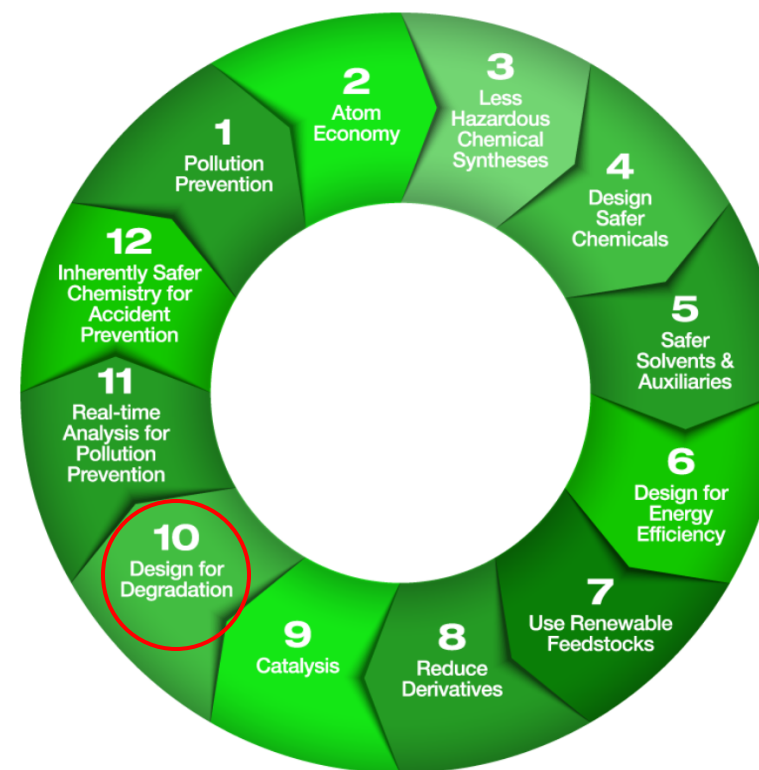 1
Pollution
Prevention
2
Atom
Economy
3
Less
Hazardous
Chemical
Syntheses
4
Design
Safer
Chemicals
5
Safer
Solvents &
Auxiliaries
6
Design for
Energy
Efficiency
7
Use Renewable
Feedstocks
8
Reduce
Derivatives
9
Catalysis
10
Design for
Degradation
11
Real-time
Analysis for
Pollution
Prevention
12
Inherently Safer
Chemistry for
Accident
Prevention